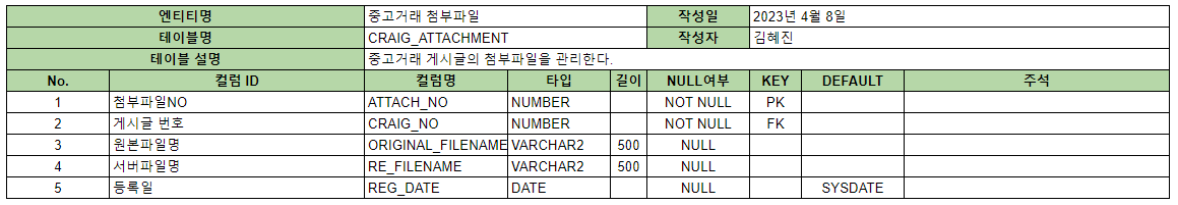 엔티티명 중고거래 첨부파일 작성일 2023년 4월 8일
테이블명 CRAIG_ATTACHMENT 작성자 김혜진
테이블 설명 중고거래 게시글의 첨부파일을 관리한다.
No. 컬럼 ID 컬럼명 타입 길이 NULL여부 KEY DEFAULT 주석
1 첨부파일NO ATTACH_NO NUMBER NOT NULL PK
2 게시글 번호 CRAIG_NO NUMBER NOT NULL FK
3 원본파일명 ORIGINAL_FILENAME VARCHAR2 500 NULL
4 서버파일명 RE_FILENAME VARCHAR2 500 NULL
5 등록일 REG_DATE DATE NULL SYSDATE